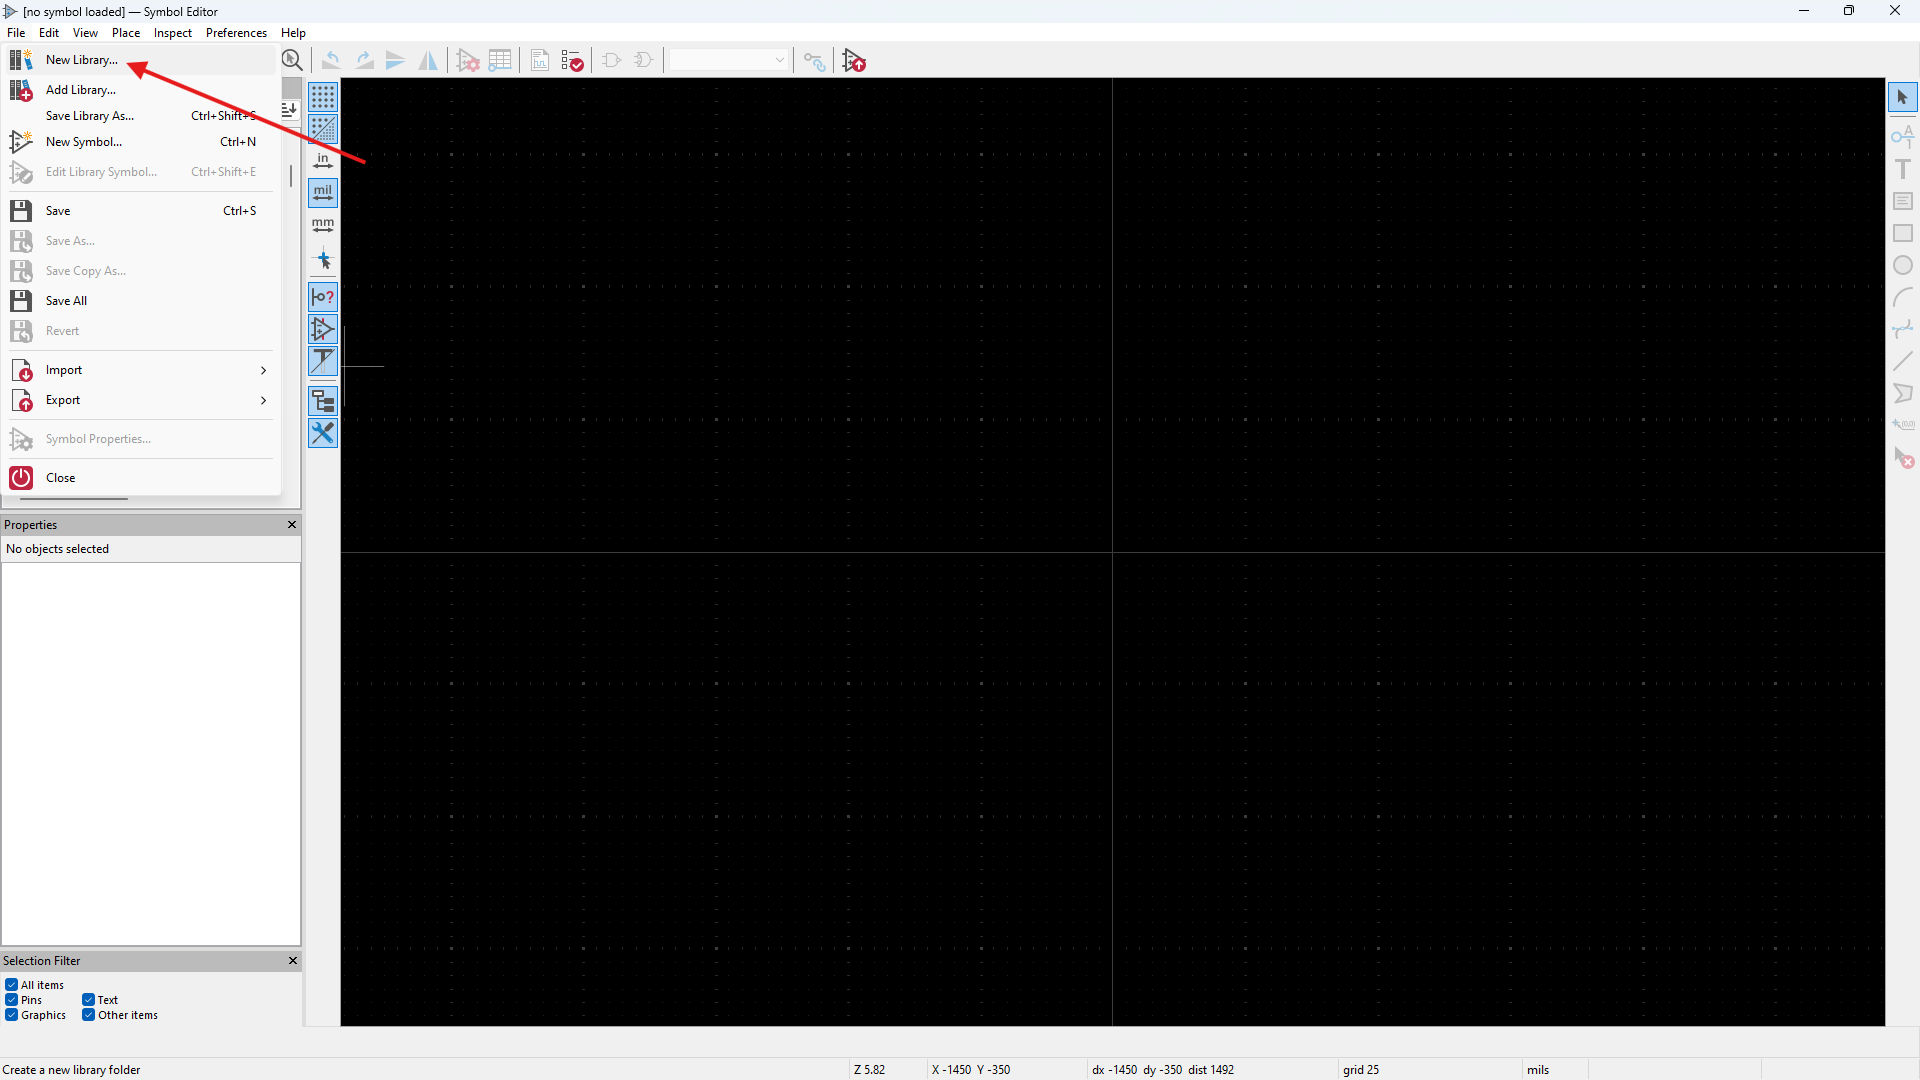 [no symbol loaded] — Symbol Editor
File Edit View Place Inspect Preferences Help
New Library...
Add Library...
Save Library As... Ctrl+Shift+S
New Symbol... Ctrl+N
Edit Library Symbol... Ctrl+Shift+E
Save Ctrl+S
Save As...
Save Copy As...
Save All
Revert
Import
Export
Symbol Properties...
Close
in
mil
mm
Properties
No objects selected
Selection Filter
All items
Pins Text
Graphics Other items
Create a new library folder Z 5.82 X -1450 Y -350 dx -1450 dy -350 dist 1492 grid 25 mils